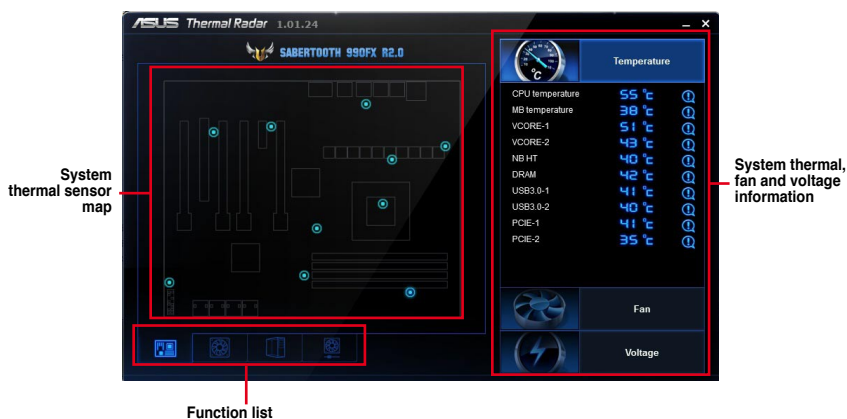 ASUS Thermal Radar 1.01.24
SABERTOOTH 990FX R2.0
System
thermal sensor
map
°C
Temperature
CPU temperature 55 °c
MB temperature 38 °c
VCORE-1 51 °c
VCORE-2 43 °c
NB HT 40 °c
DRAM 42 °c
USB3.0-1 41 °c
USB3.0-2 40 °c
PCIE-1 41 °c
PCIE-2 35 °c
System thermal,
fan and voltage
information
Fan
Voltage
Function list